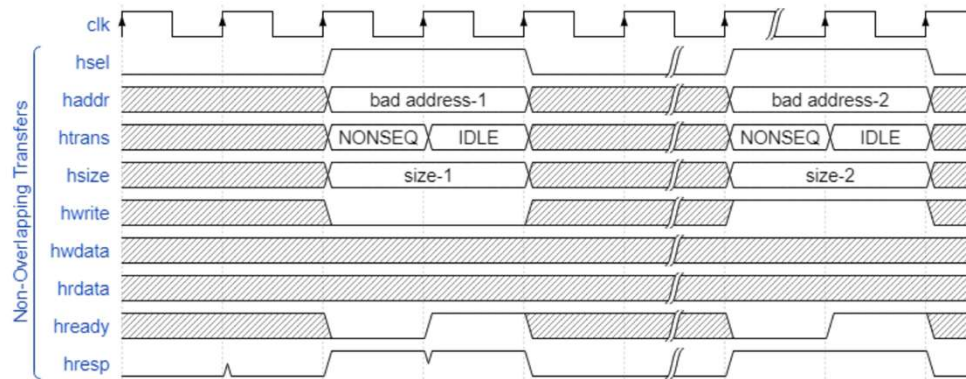 clk
Non-Overlapping Transfers
hsel
haddr bad address-1 bad address-2
htrans NONSEQ IDLE NONSEQ IDLE
hsize size-1 size-2
hwrite
hwdata
hrdata
hready
hresp